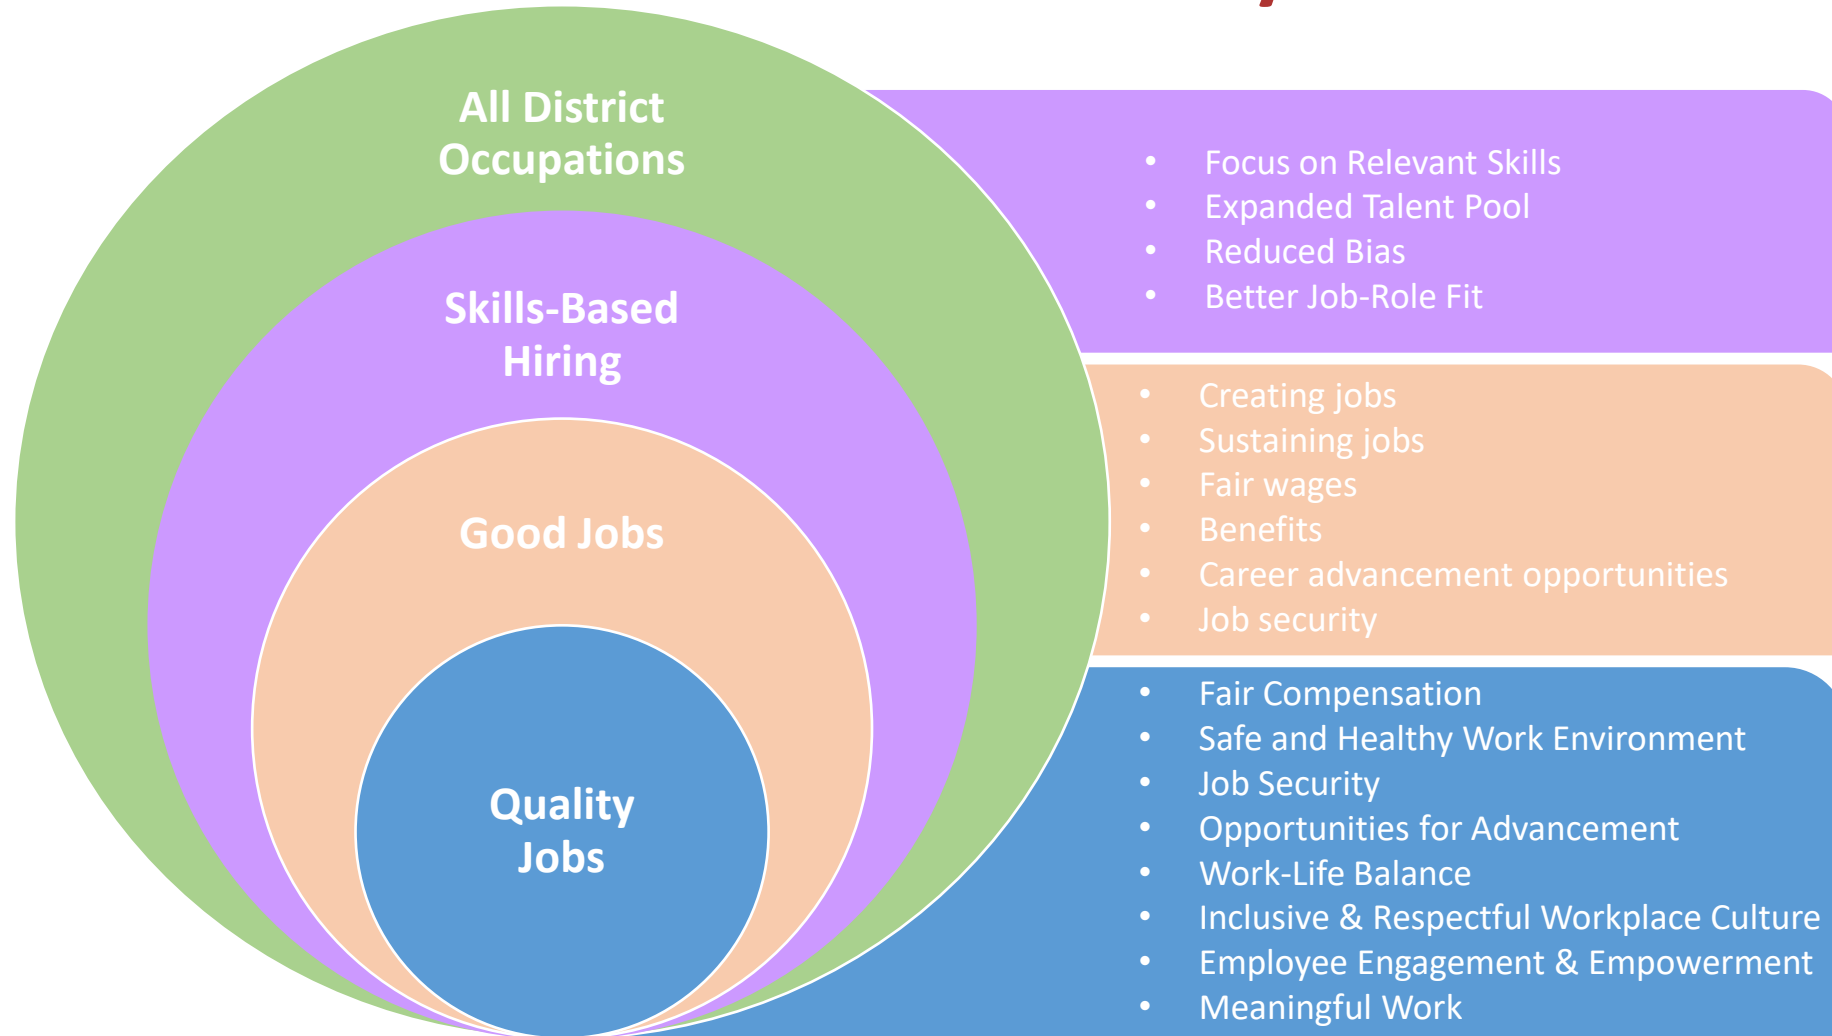 All District
Occupations
Skills-Based
Hiring
Good Jobs
Quality
Jobs
• Focus on Relevant Skills
• Expanded Talent Pool
• Reduced Bias
• Better Job-Role Fit
• Creating jobs
• Sustaining jobs
• Fair wages
• Benefits
• Career advancement opportunities
• Job security
• Fair Compensation
• Safe and Healthy Work Environment
• Job Security
• Opportunities for Advancement
• Work-Life Balance
• Inclusive & Respectful Workplace Culture
• Employee Engagement & Empowerment
• Meaningful Work